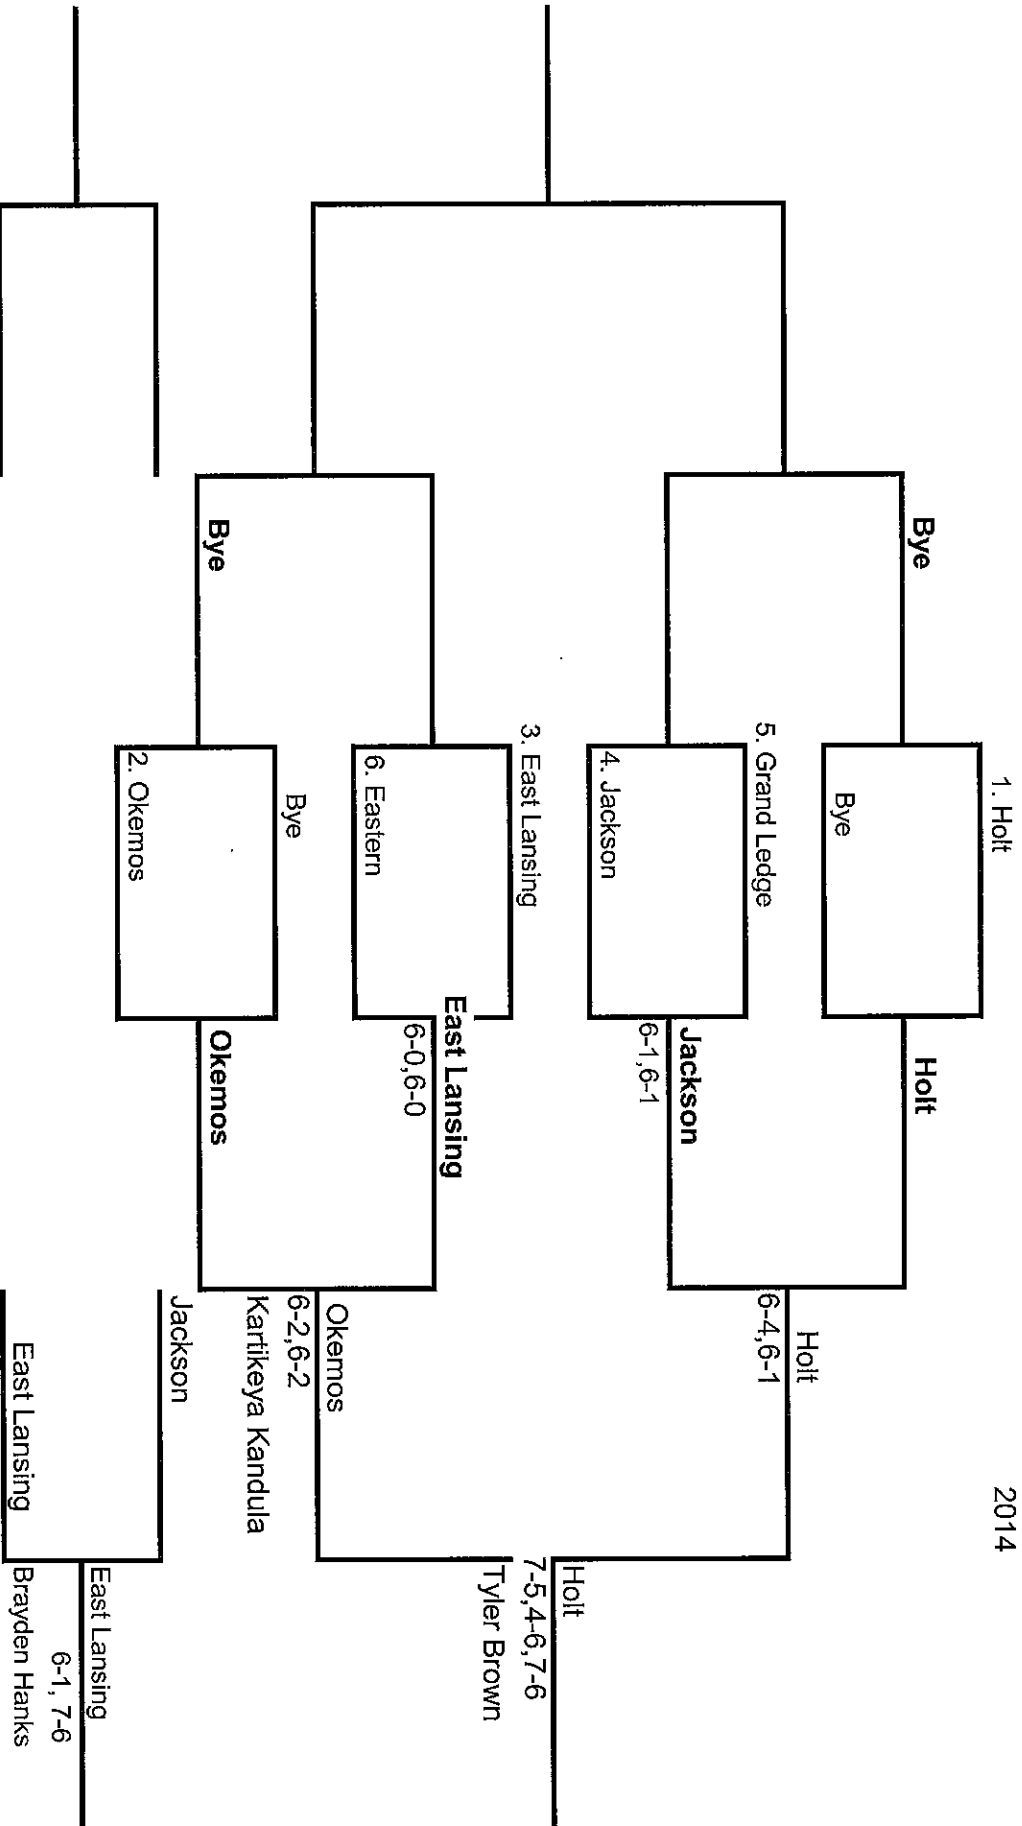 2014
1. Holt
Bye
Bye
Holt
5. Grand Ledge
4. Jackson
Jackson
6-1,6-1
Holt
6-4,6-1
3. East Lansing
6. Eastern
East Lansing
6-0,6-0
Bye
Bye
2. Okemos
Okemos
Okemos
6-2,6-2
Kartikeya Kandula
Holt
7-5,4-6,7-6
Tyler Brown
Jackson
East Lansing
East Lansing
6-1, 7-6
Brayden Hanks